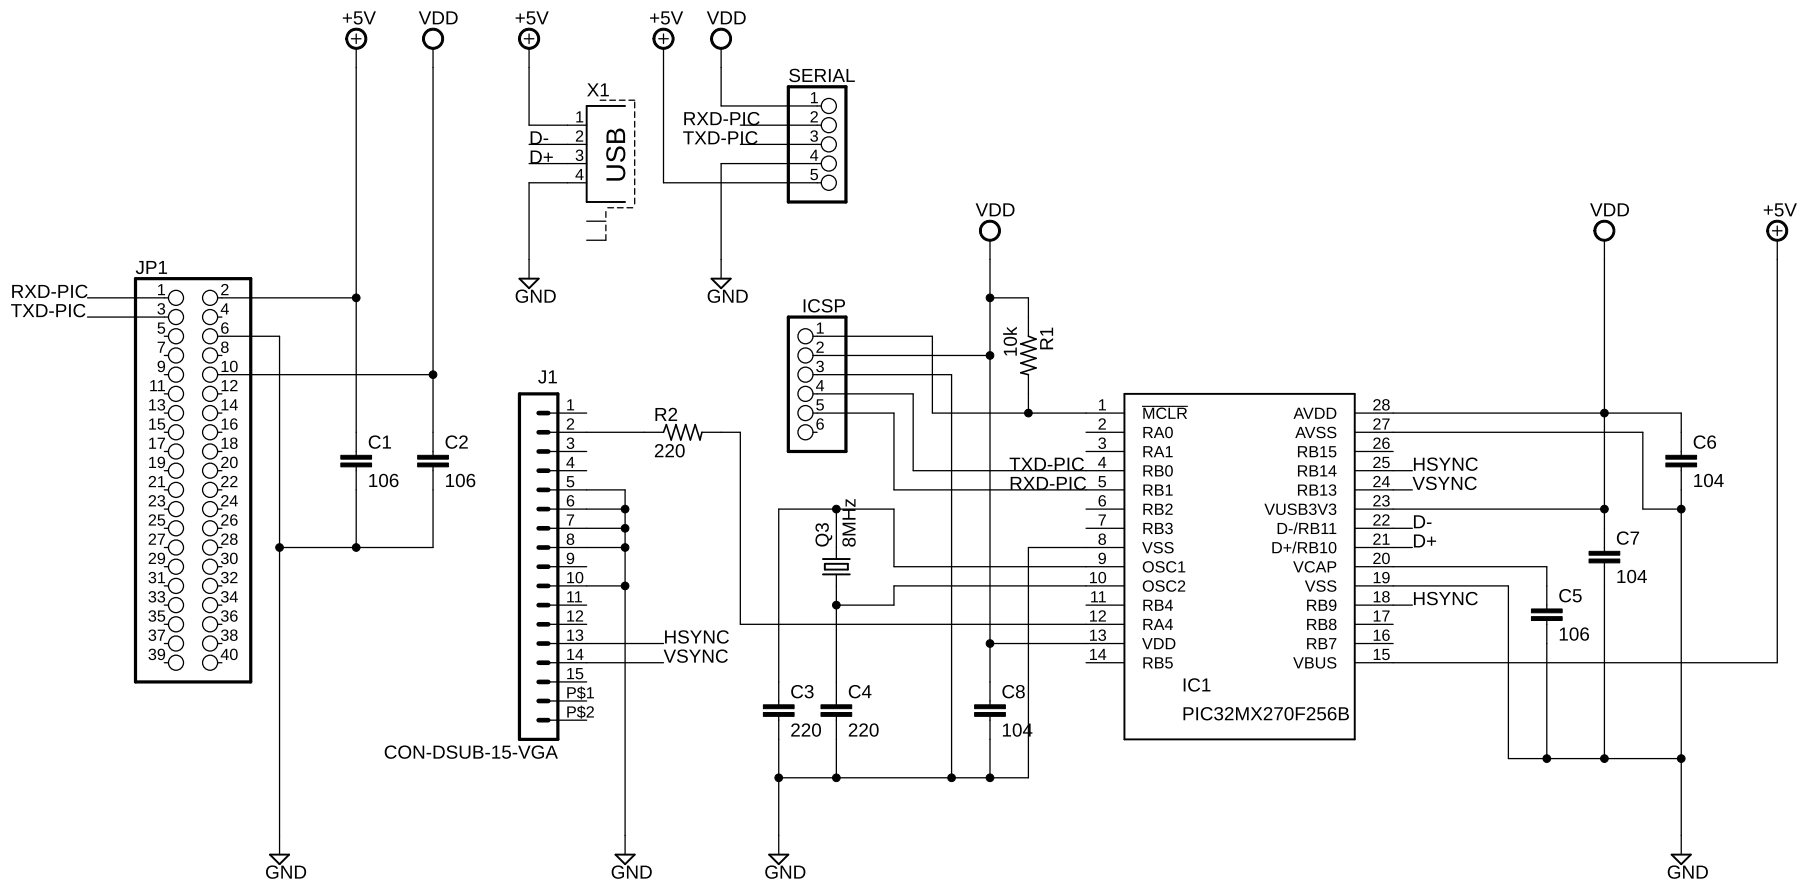 +5V VDD +5V +5V VDD
SERIAL
1
2
3
4
5
RXD-PIC
TXD-PIC
X1
USB
1
2
3
4
D-
D+
GND
GND
JP1
RXD-PIC
TXD-PIC
1 2
3 4
5 6
7 8
9 10
11 12
13 14
15 16
17 18
19 20
21 22
23 24
25 26
27 28
29 30
31 32
33 34
35 36
37 38
39 40
C1
106
C2
106
GND
J1
1
2
3
4
5
6
7
8
9
10
11
12
13
14
15
P$1
P$2
HSYNC
VSYNC
CON-DSUB-15-VGA
R2
220
GND
ICSP
1
2
3
4
5
6
VDD
10k
R1
TXD-PIC
RXD-PIC
Q3
8MHz
C3
220
C4
220
C8
104
GND
1 MCLR
2 RA0
3 RA1
4 RB0
5 RB1
6 RB2
7 RB3
8 VSS
9 OSC1
10 OSC2
11 RB4
12 RA4
13 VDD
14 RB5
AVDD 28
AVSS 27
RB15 26
RB14 25 HSYNC
RB13 24 VSYNC
VUSB3V3 23
D-/RB11 22 D-
D+/RB10 21 D+
VCAP 20
VSS 19
RB9 18 HSYNC
RB8 17
RB7 16
VBUS 15
IC1
PIC32MX270F256B
VDD
+5V
C6
104
C7
104
C5
106
GND